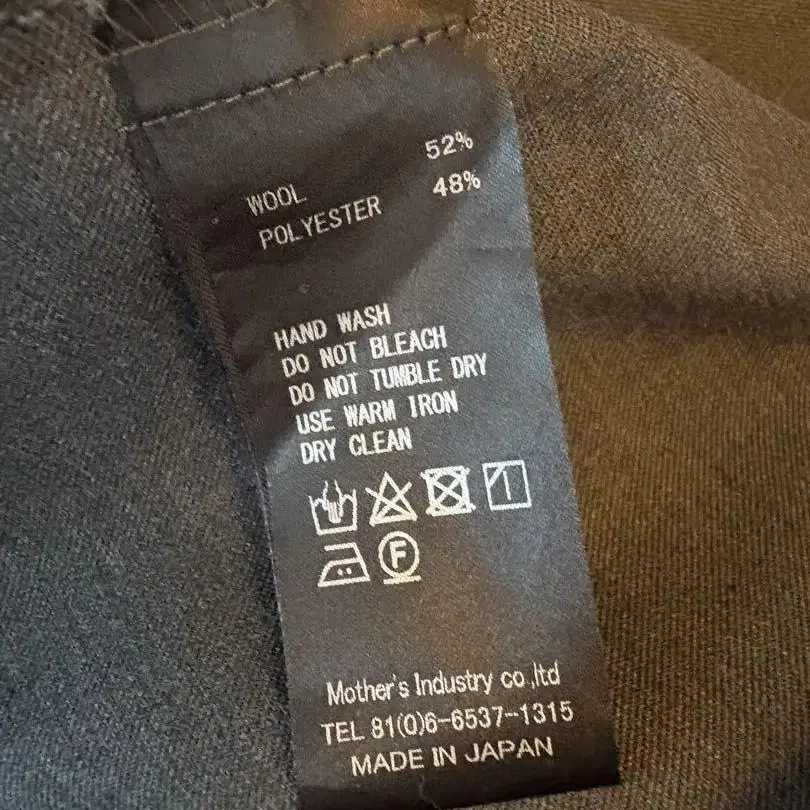 WOOL 52%
POLYESTER 48%
HAND WASH
DO NOT BLEACH
DO NOT TUMBLE DRY
USE WARM IRON
DRY CLEAN
F
Mother's Industry co.,ltd
TEL 81(0)6-6537-1315
MADE IN JAPAN